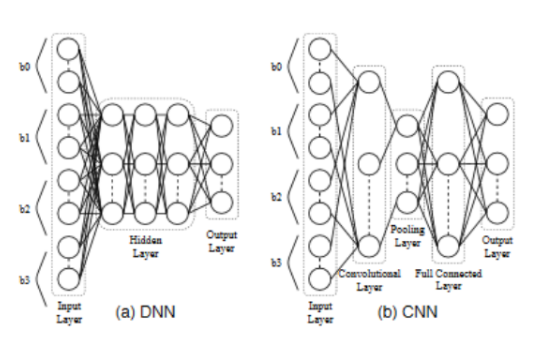 b0
b1
b2
b3
Input
Layer
Hidden
Layer
Output
Layer
(a) DNN
b0
b1
b2
b3
Input
Layer
Convolutional
Layer
Pooling
Layer
Full Connected
Layer
Output
Layer
(b) CNN